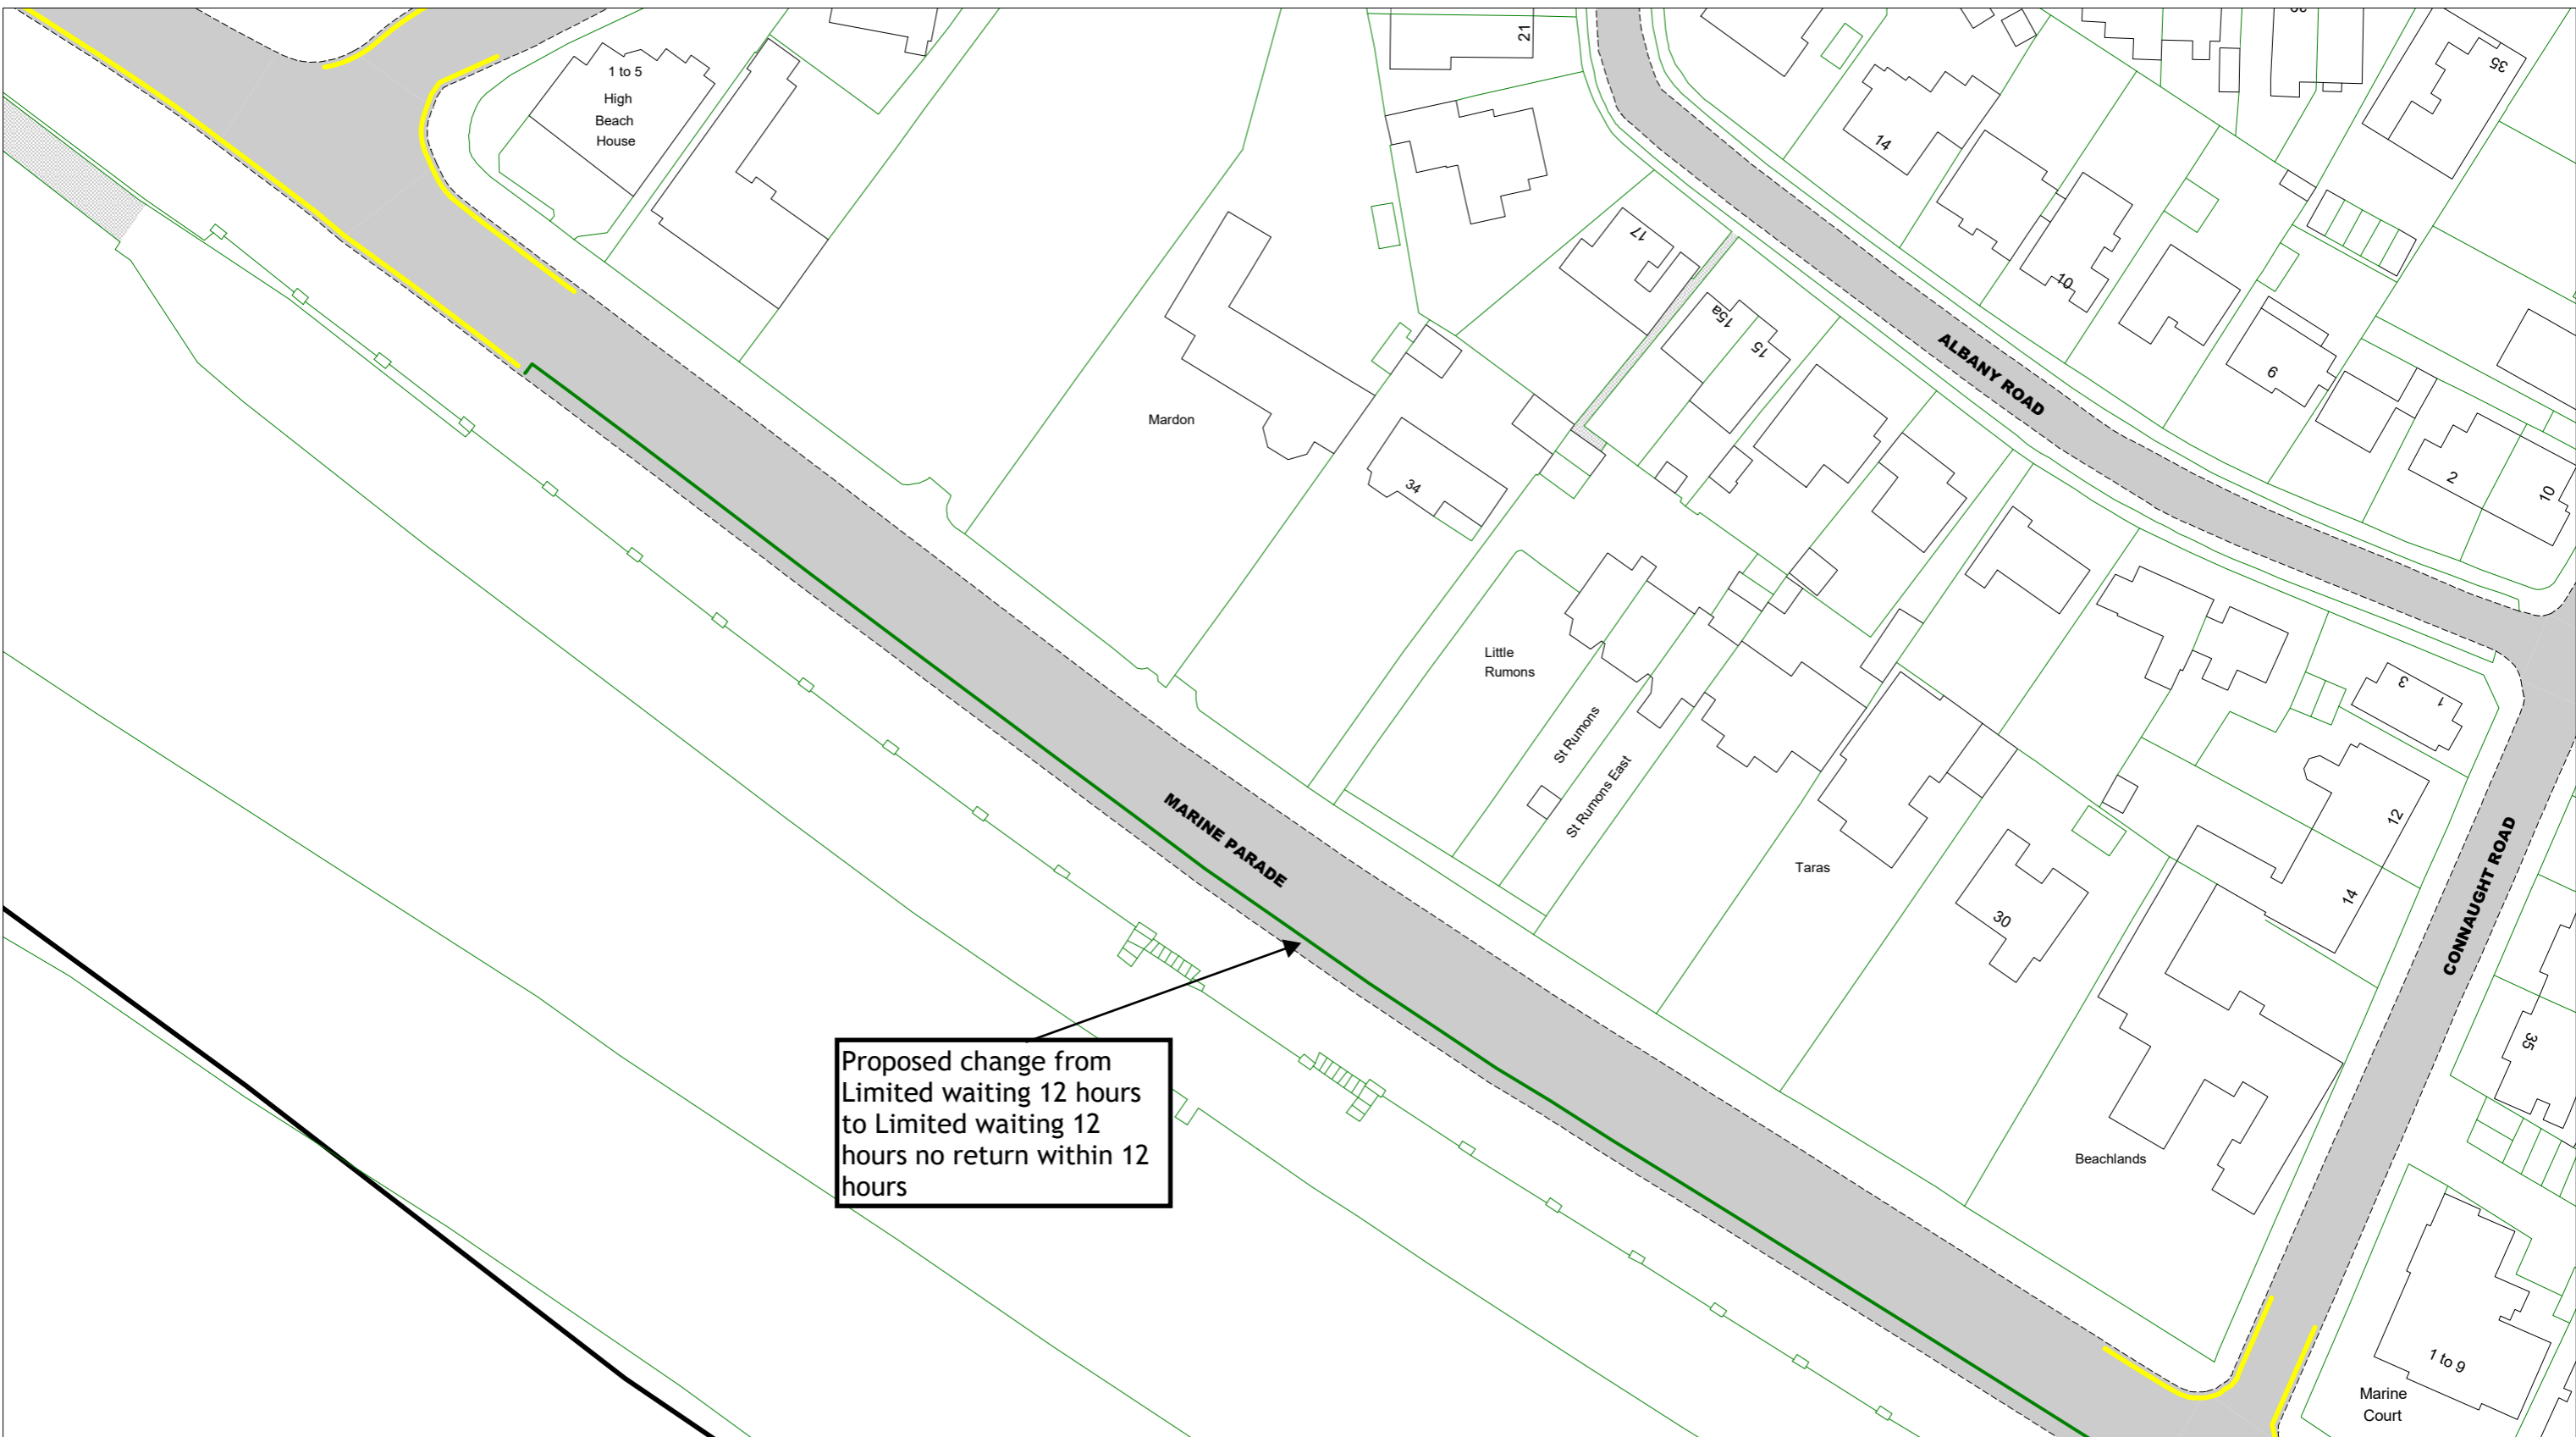 1 to 5
High
Beach
House
21
35
14
17
10
15a
15
ALBANY ROAD
6
Mardon
34
2
10
Little
Rumons
3
1
St Rumons
St Rumons East
MARINE PARADE
12
Taras
14
30
CONNAUGHT ROAD
35
Proposed change from
Limited waiting 12 hours
to Limited waiting 12
hours no return within 12
hours
Beachlands
1 to 9
Marine
Court